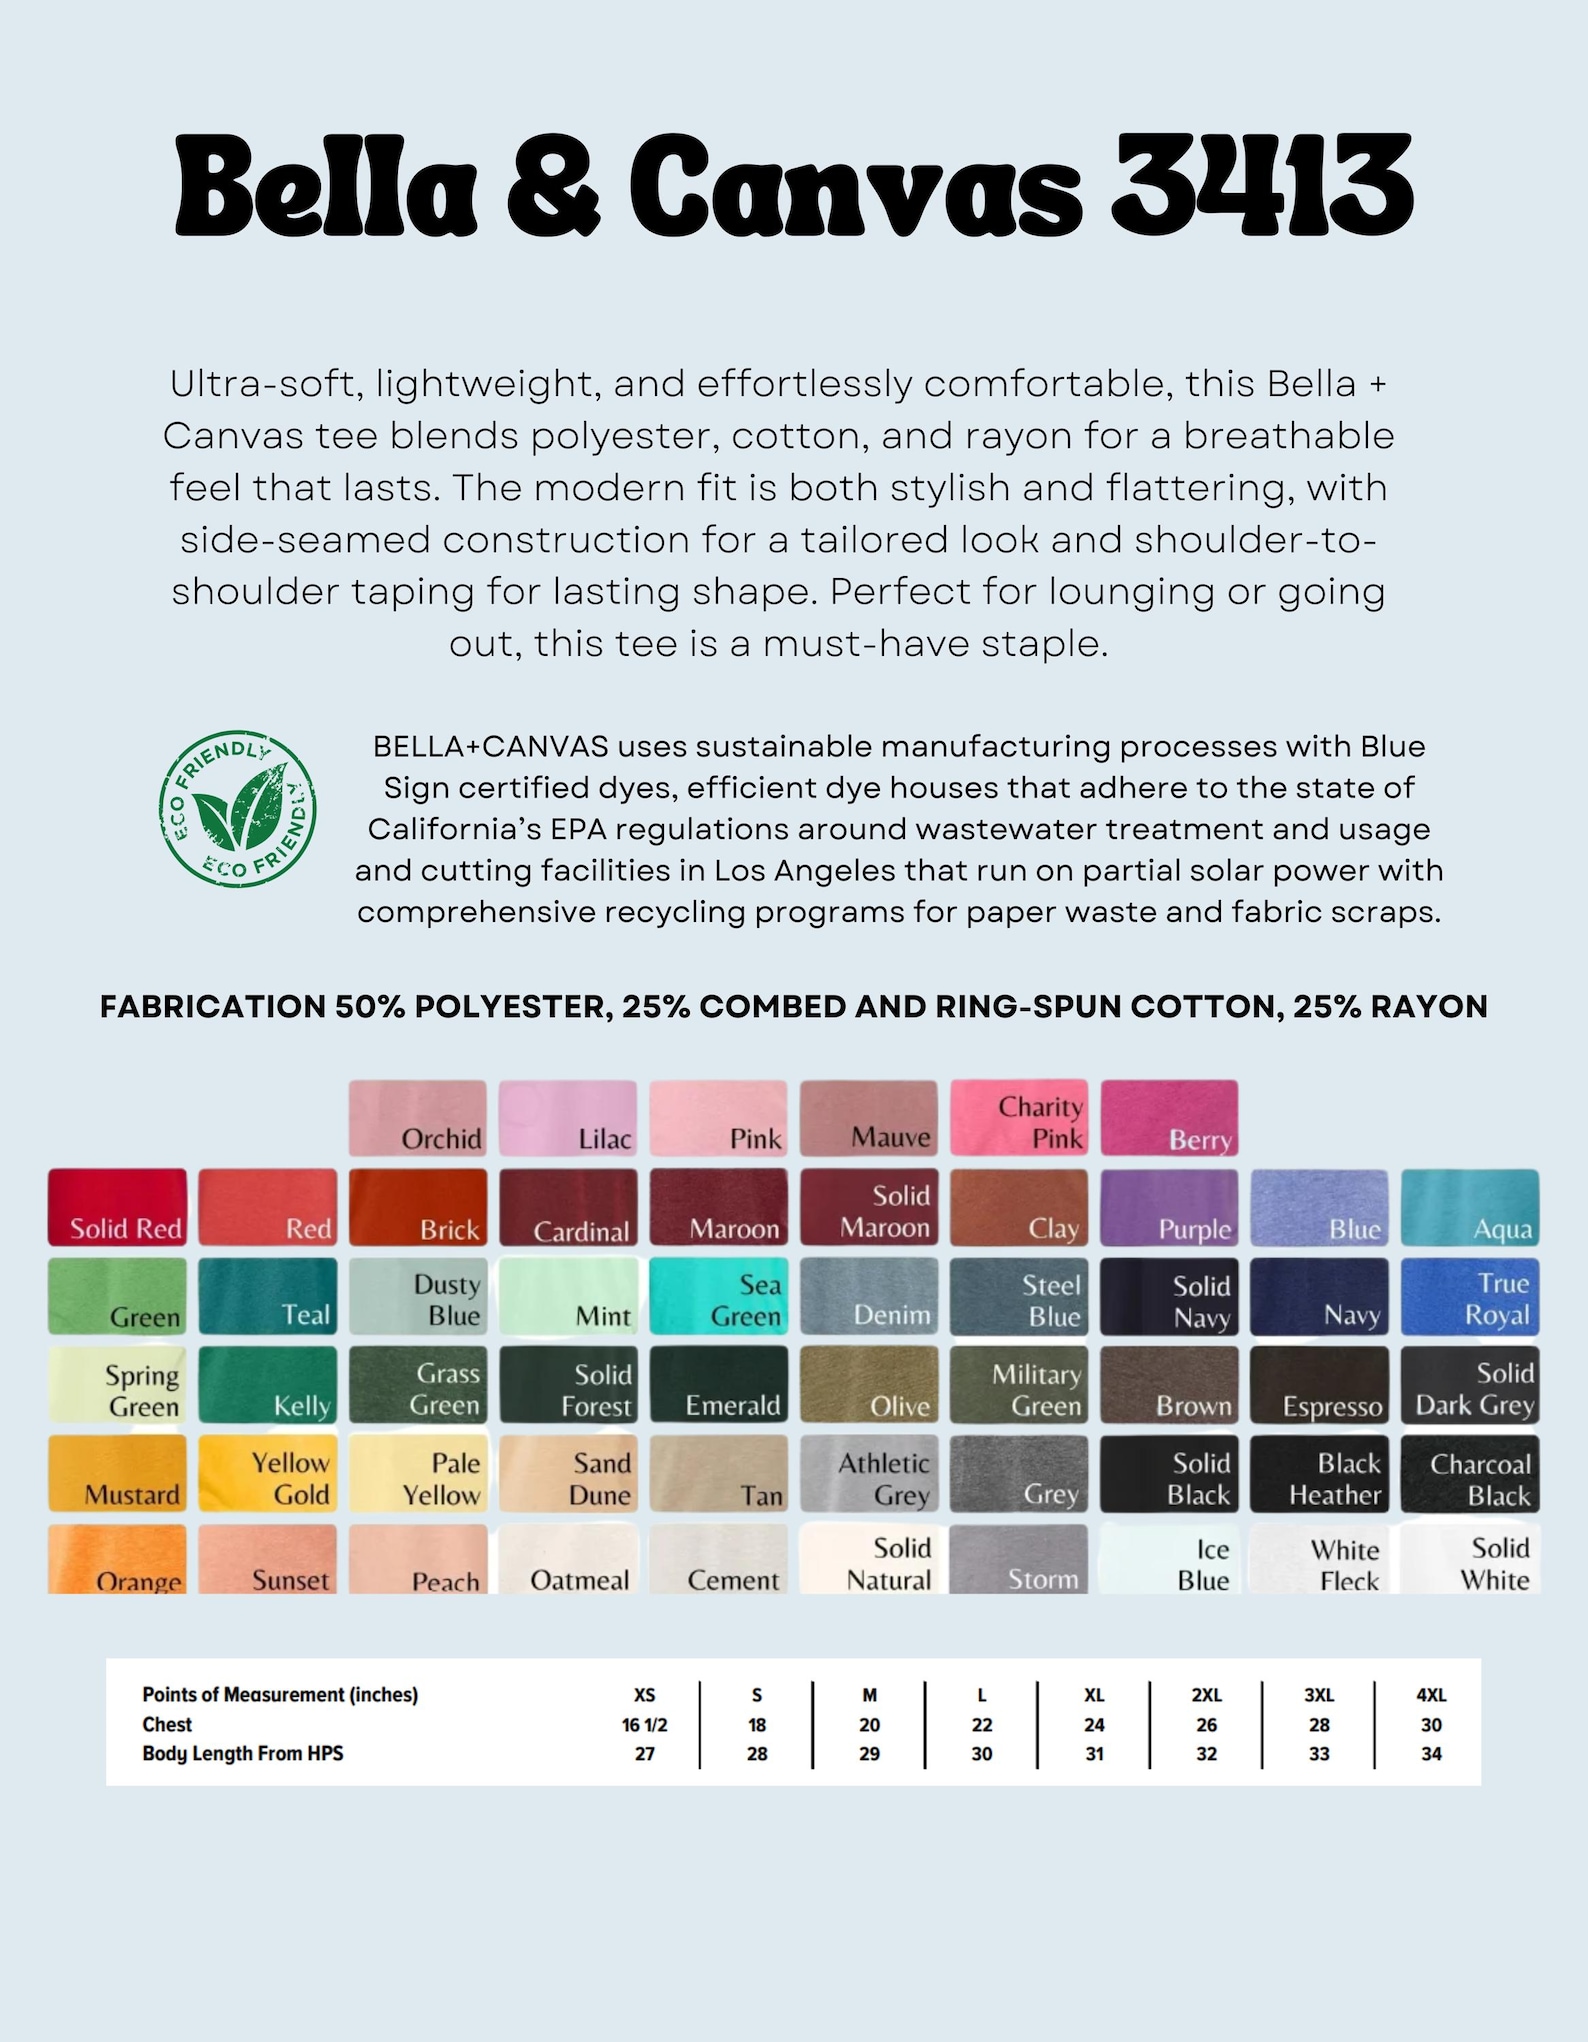 Bella & Canvas 3413
Ultra-soft, lightweight, and effortlessly comfortable, this Bella +
Canvas tee blends polyester, cotton, and rayon for a breathable
feel that lasts. The modern fit is both stylish and flattering, with
side-seamed construction for a tailored look and shoulder-to-
shoulder taping for lasting shape. Perfect for lounging or going
out, this tee is a must-have staple.
ECO FRIENDLY
ECO FRIENDLY
BELLA+CANVAS uses sustainable manufacturing processes with Blue
Sign certified dyes, efficient dye houses that adhere to the state of
California’s EPA regulations around wastewater treatment and usage
and cutting facilities in Los Angeles that run on partial solar power with
comprehensive recycling programs for paper waste and fabric scraps.
FABRICATION 50% POLYESTER, 25% COMBED AND RING-SPUN COTTON, 25% RAYON
Orchid Lilac Pink Mauve Charity Pink Berry
Solid Red Red Brick Cardinal Maroon Solid Maroon Clay Purple Blue Aqua
Green Teal Dusty Blue Mint Sea Green Denim Steel Blue Solid Navy Navy True Royal
Spring Green Kelly Grass Green Solid Forest Emerald Olive Military Green Brown Espresso Solid Dark Grey
Mustard Yellow Gold Pale Yellow Sand Dune Tan Athletic Grey Grey Solid Black Black Heather Charcoal Black
Orange Sunset Peach Oatmeal Cement Solid Natural Storm Ice Blue White Fleck Solid White
Points of Measurement (inches) XS S M L XL 2XL 3XL 4XL
Chest 16 1/2 18 20 22 24 26 28 30
Body Length From HPS 27 28 29 30 31 32 33 34